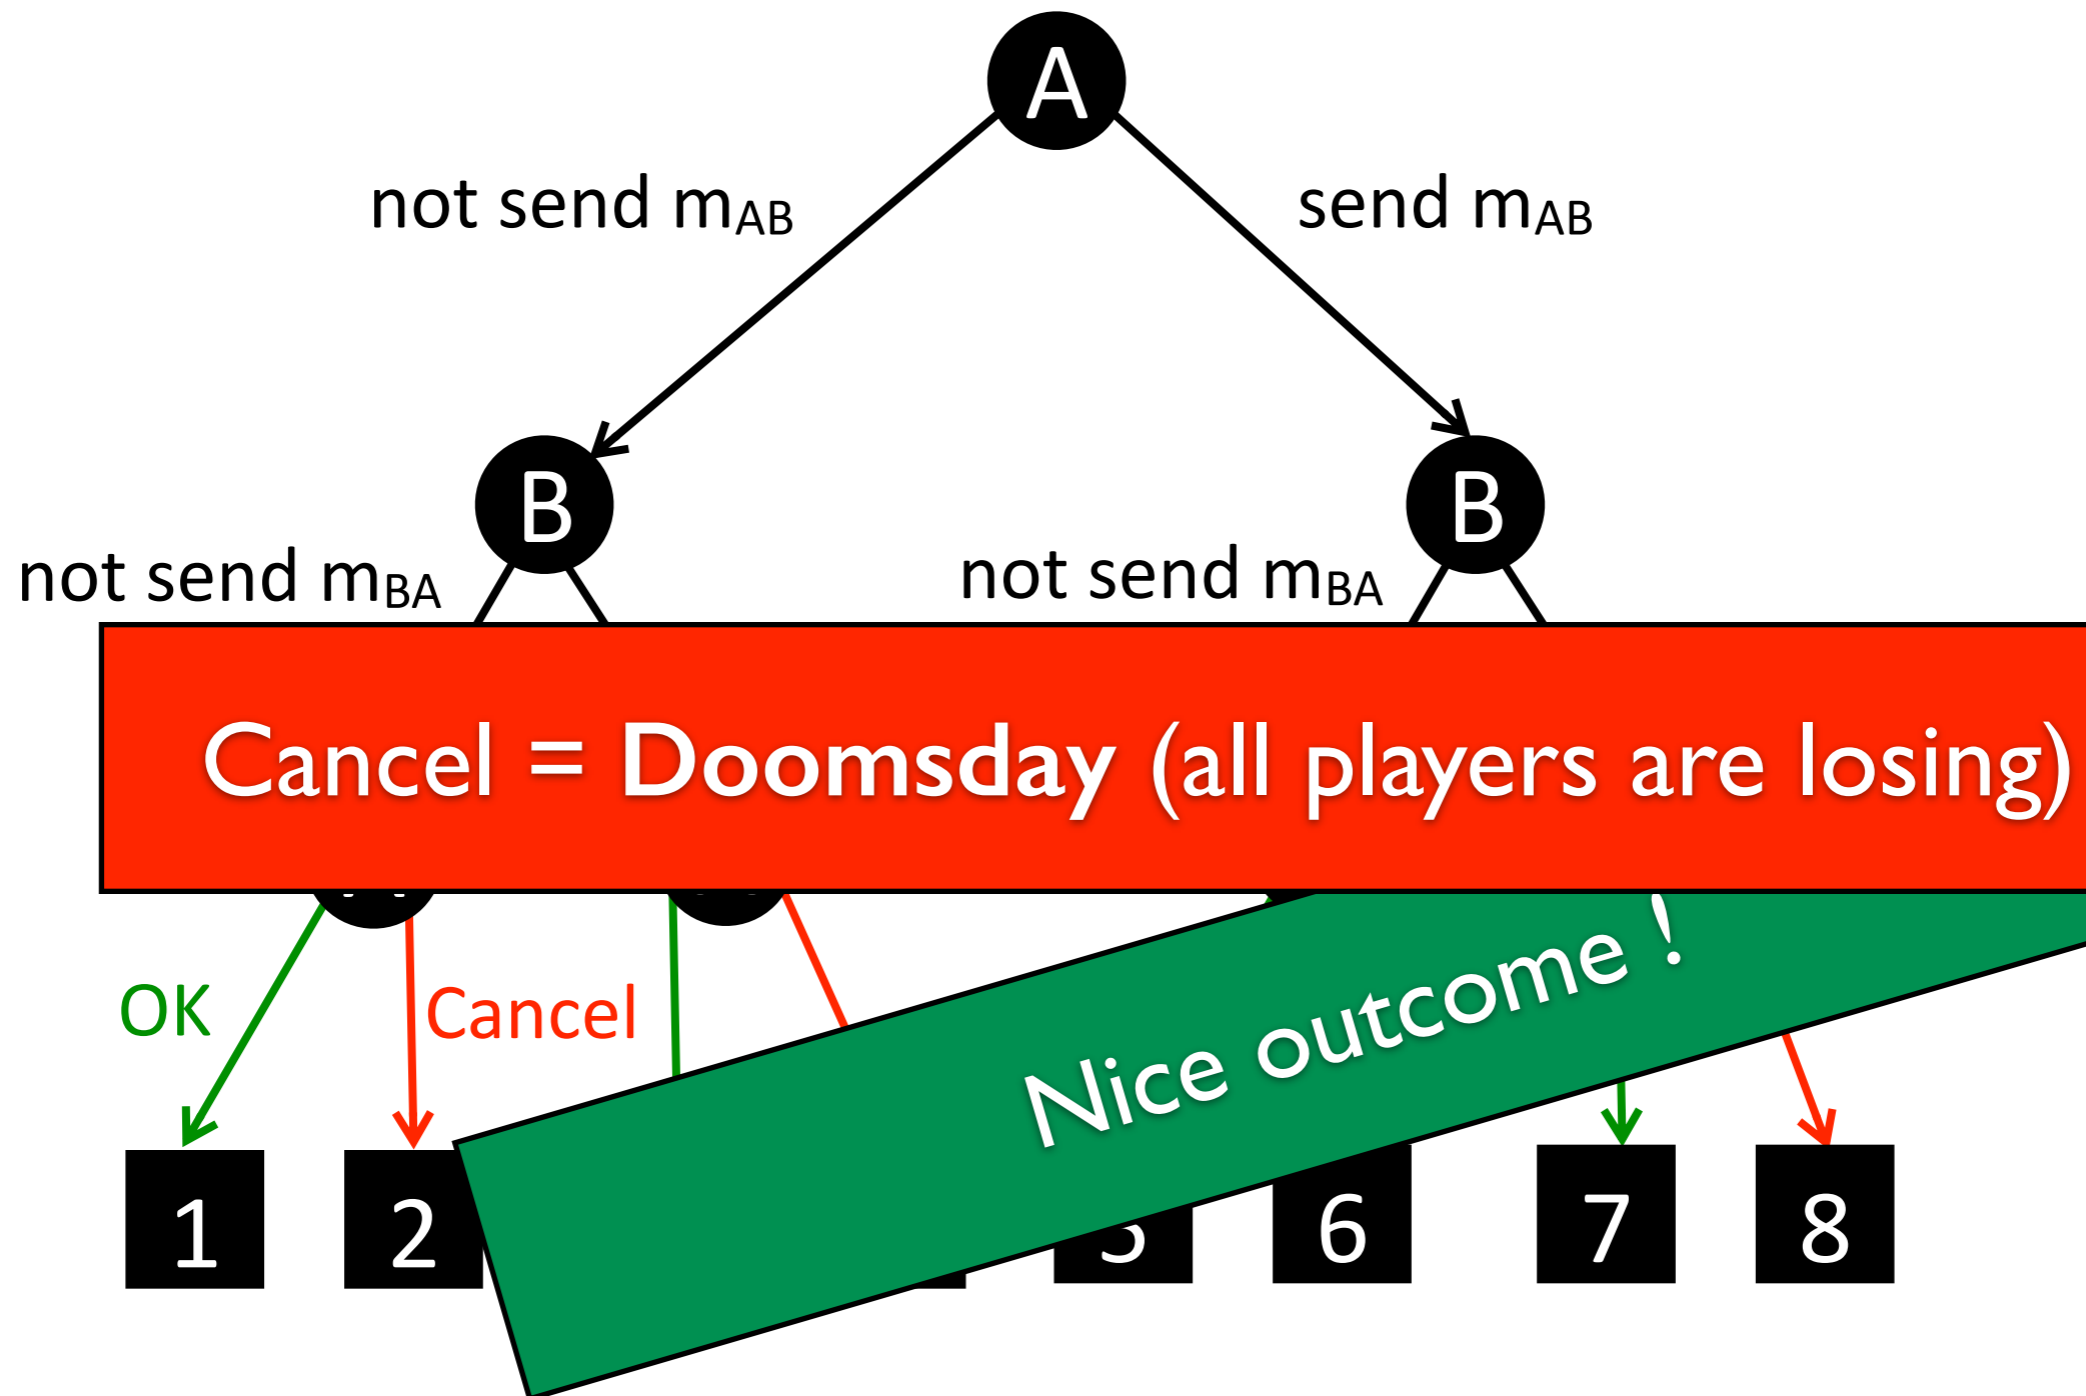 A
not send mAB
send mAB
B
B
not send mBA
not send mBA
Cancel = Doomsday (all players are losing)
Nice outcome !
OK
Cancel
1
2
6
7
8